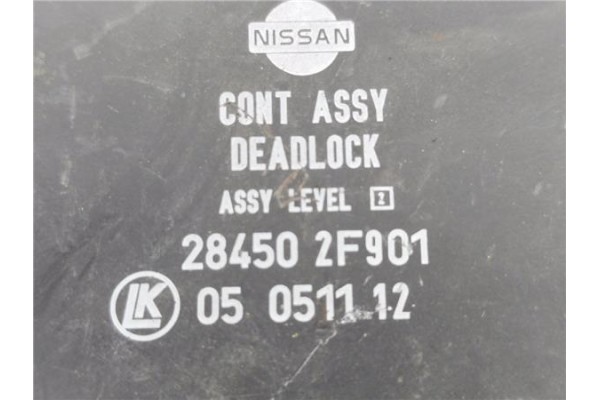 NISSAN
CONT ASSY
DEADLOCK
ASSY LEVEL 2
28450 2F901
LK 05 0511 12